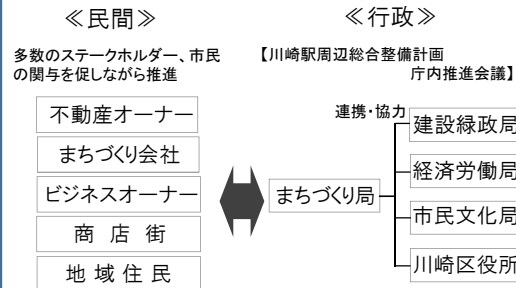 ≪民間≫
多数のステークホルダー、市民
の関与を促しながら推進
不動産オーナー
まちづくり会社
ビジネスオーナー
商店街
地域住民
≪行政≫
【川崎駅周辺総合整備計画
庁内推進会議】
連携・協力
まちづくり局
建設緑政局
経済労働局
市民文化局
川崎区役所